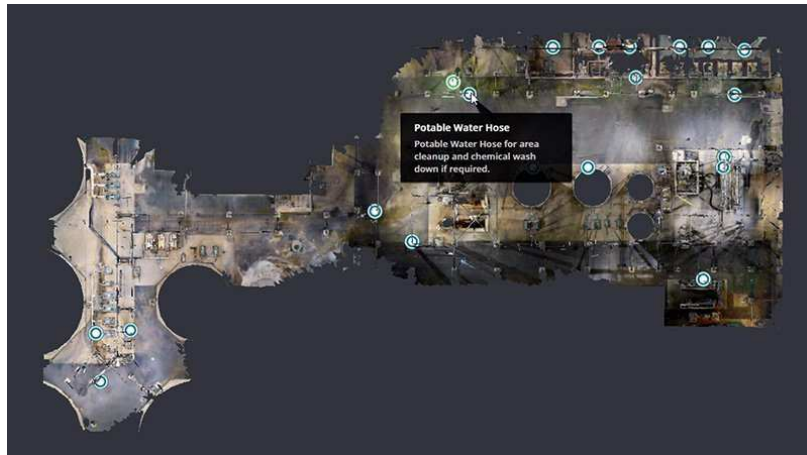 Potable Water Hose
Potable Water Hose for area
cleanup and chemical wash
down if required.